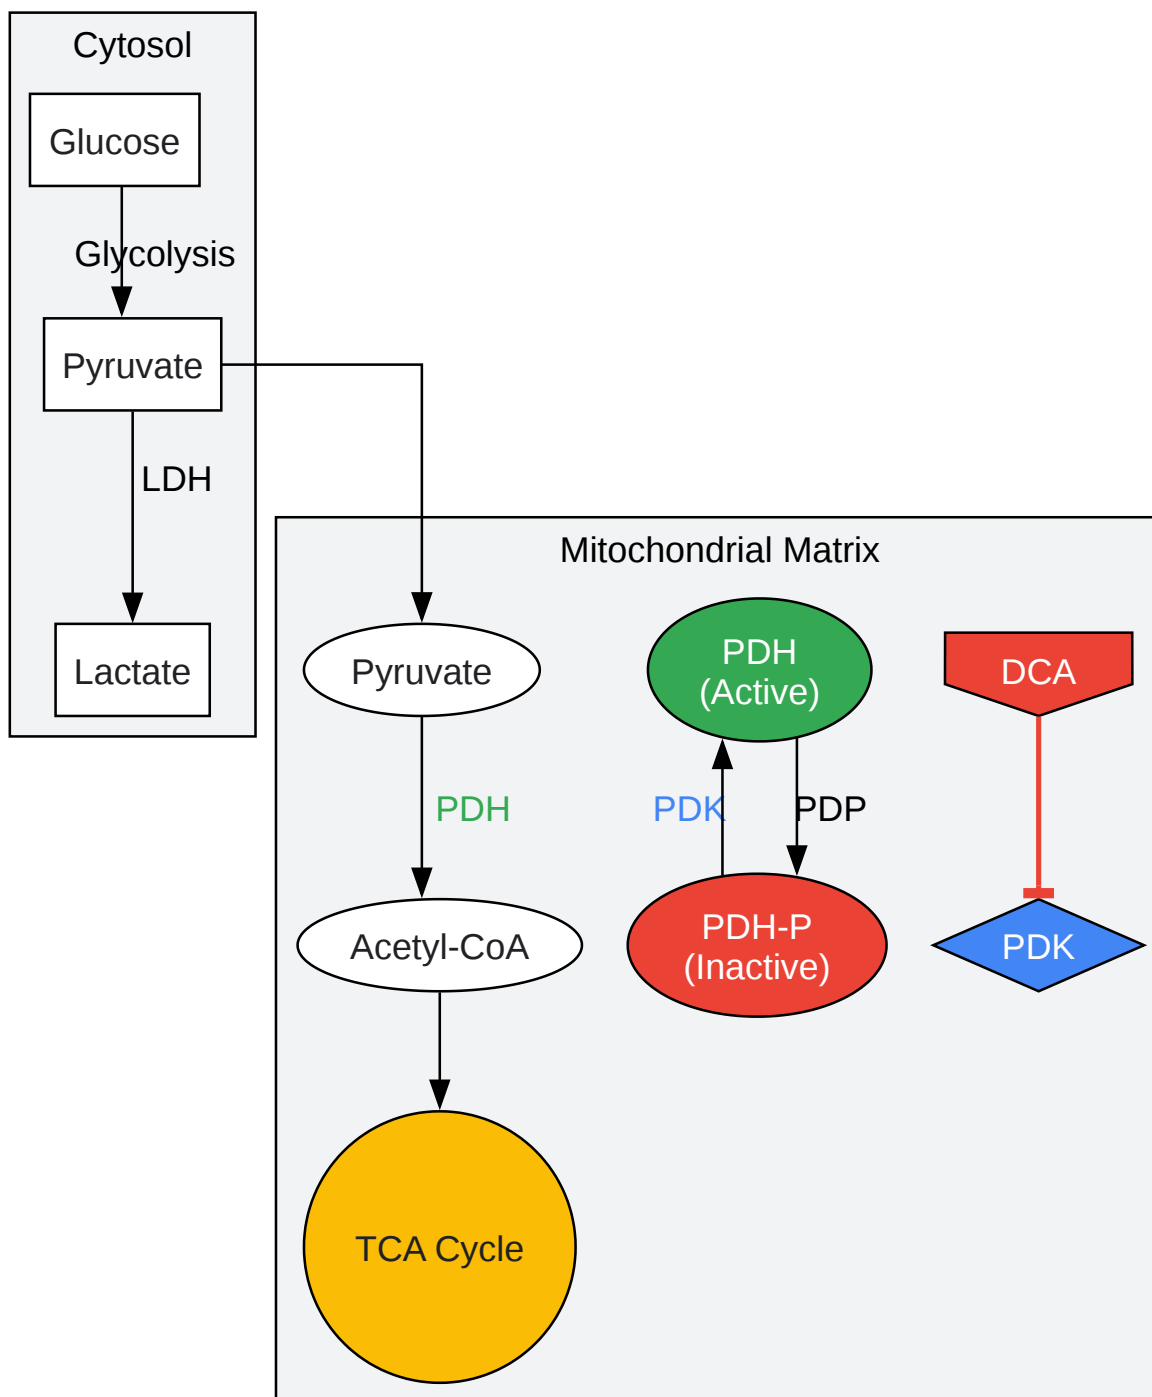 Cytosol
Glucose
Glycolysis
Pyruvate
LDH
Lactate
Mitochondrial Matrix
Pyruvate
PDH
(Active)
DCA
PDH
PDK
PDP
Acetyl-CoA
PDH-P
(Inactive)
PDK
TCA Cycle